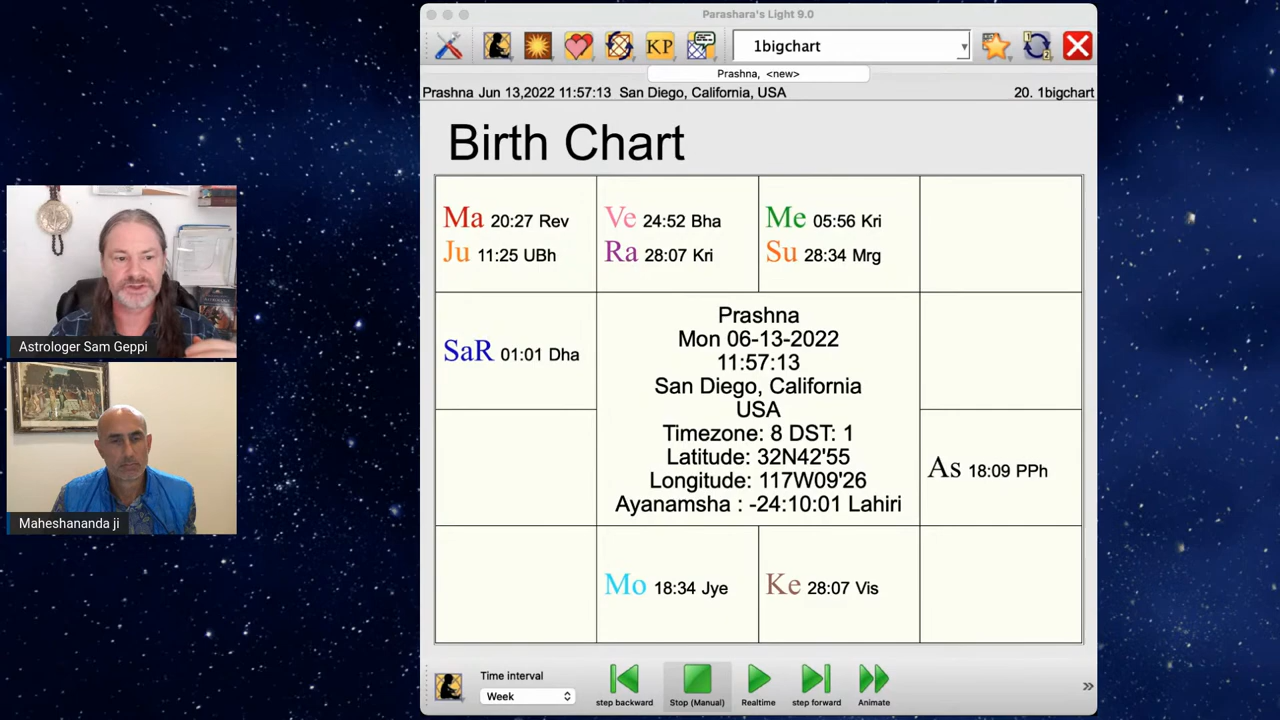 Parashara's Light 9.0
KP
1bigchart
Prashna, <new>
Prashna Jun 13,2022 11:57:13 San Diego, California, USA
20. 1bigchart
Birth Chart
Ma 20:27 Rev
Ju 11:25 UBh
Ve 24:52 Bha
Ra 28:07 Kri
Me 05:56 Kri
Su 28:34 Mrg
SaR 01:01 Dha
Prashna
Mon 06-13-2022
11:57:13
San Diego, California
USA
Timezone: 8 DST: 1
Latitude: 32N42'55
Longitude: 117W09'26
Ayanamsha : -24:10:01 Lahiri
As 18:09 PPh
Mo 18:34 Jye
Ke 28:07 Vis
Time interval
Week
step backward
Stop (Manual)
Realtime
step forward
Animate
»
Astrologer Sam Geppi
Maheshananda ji